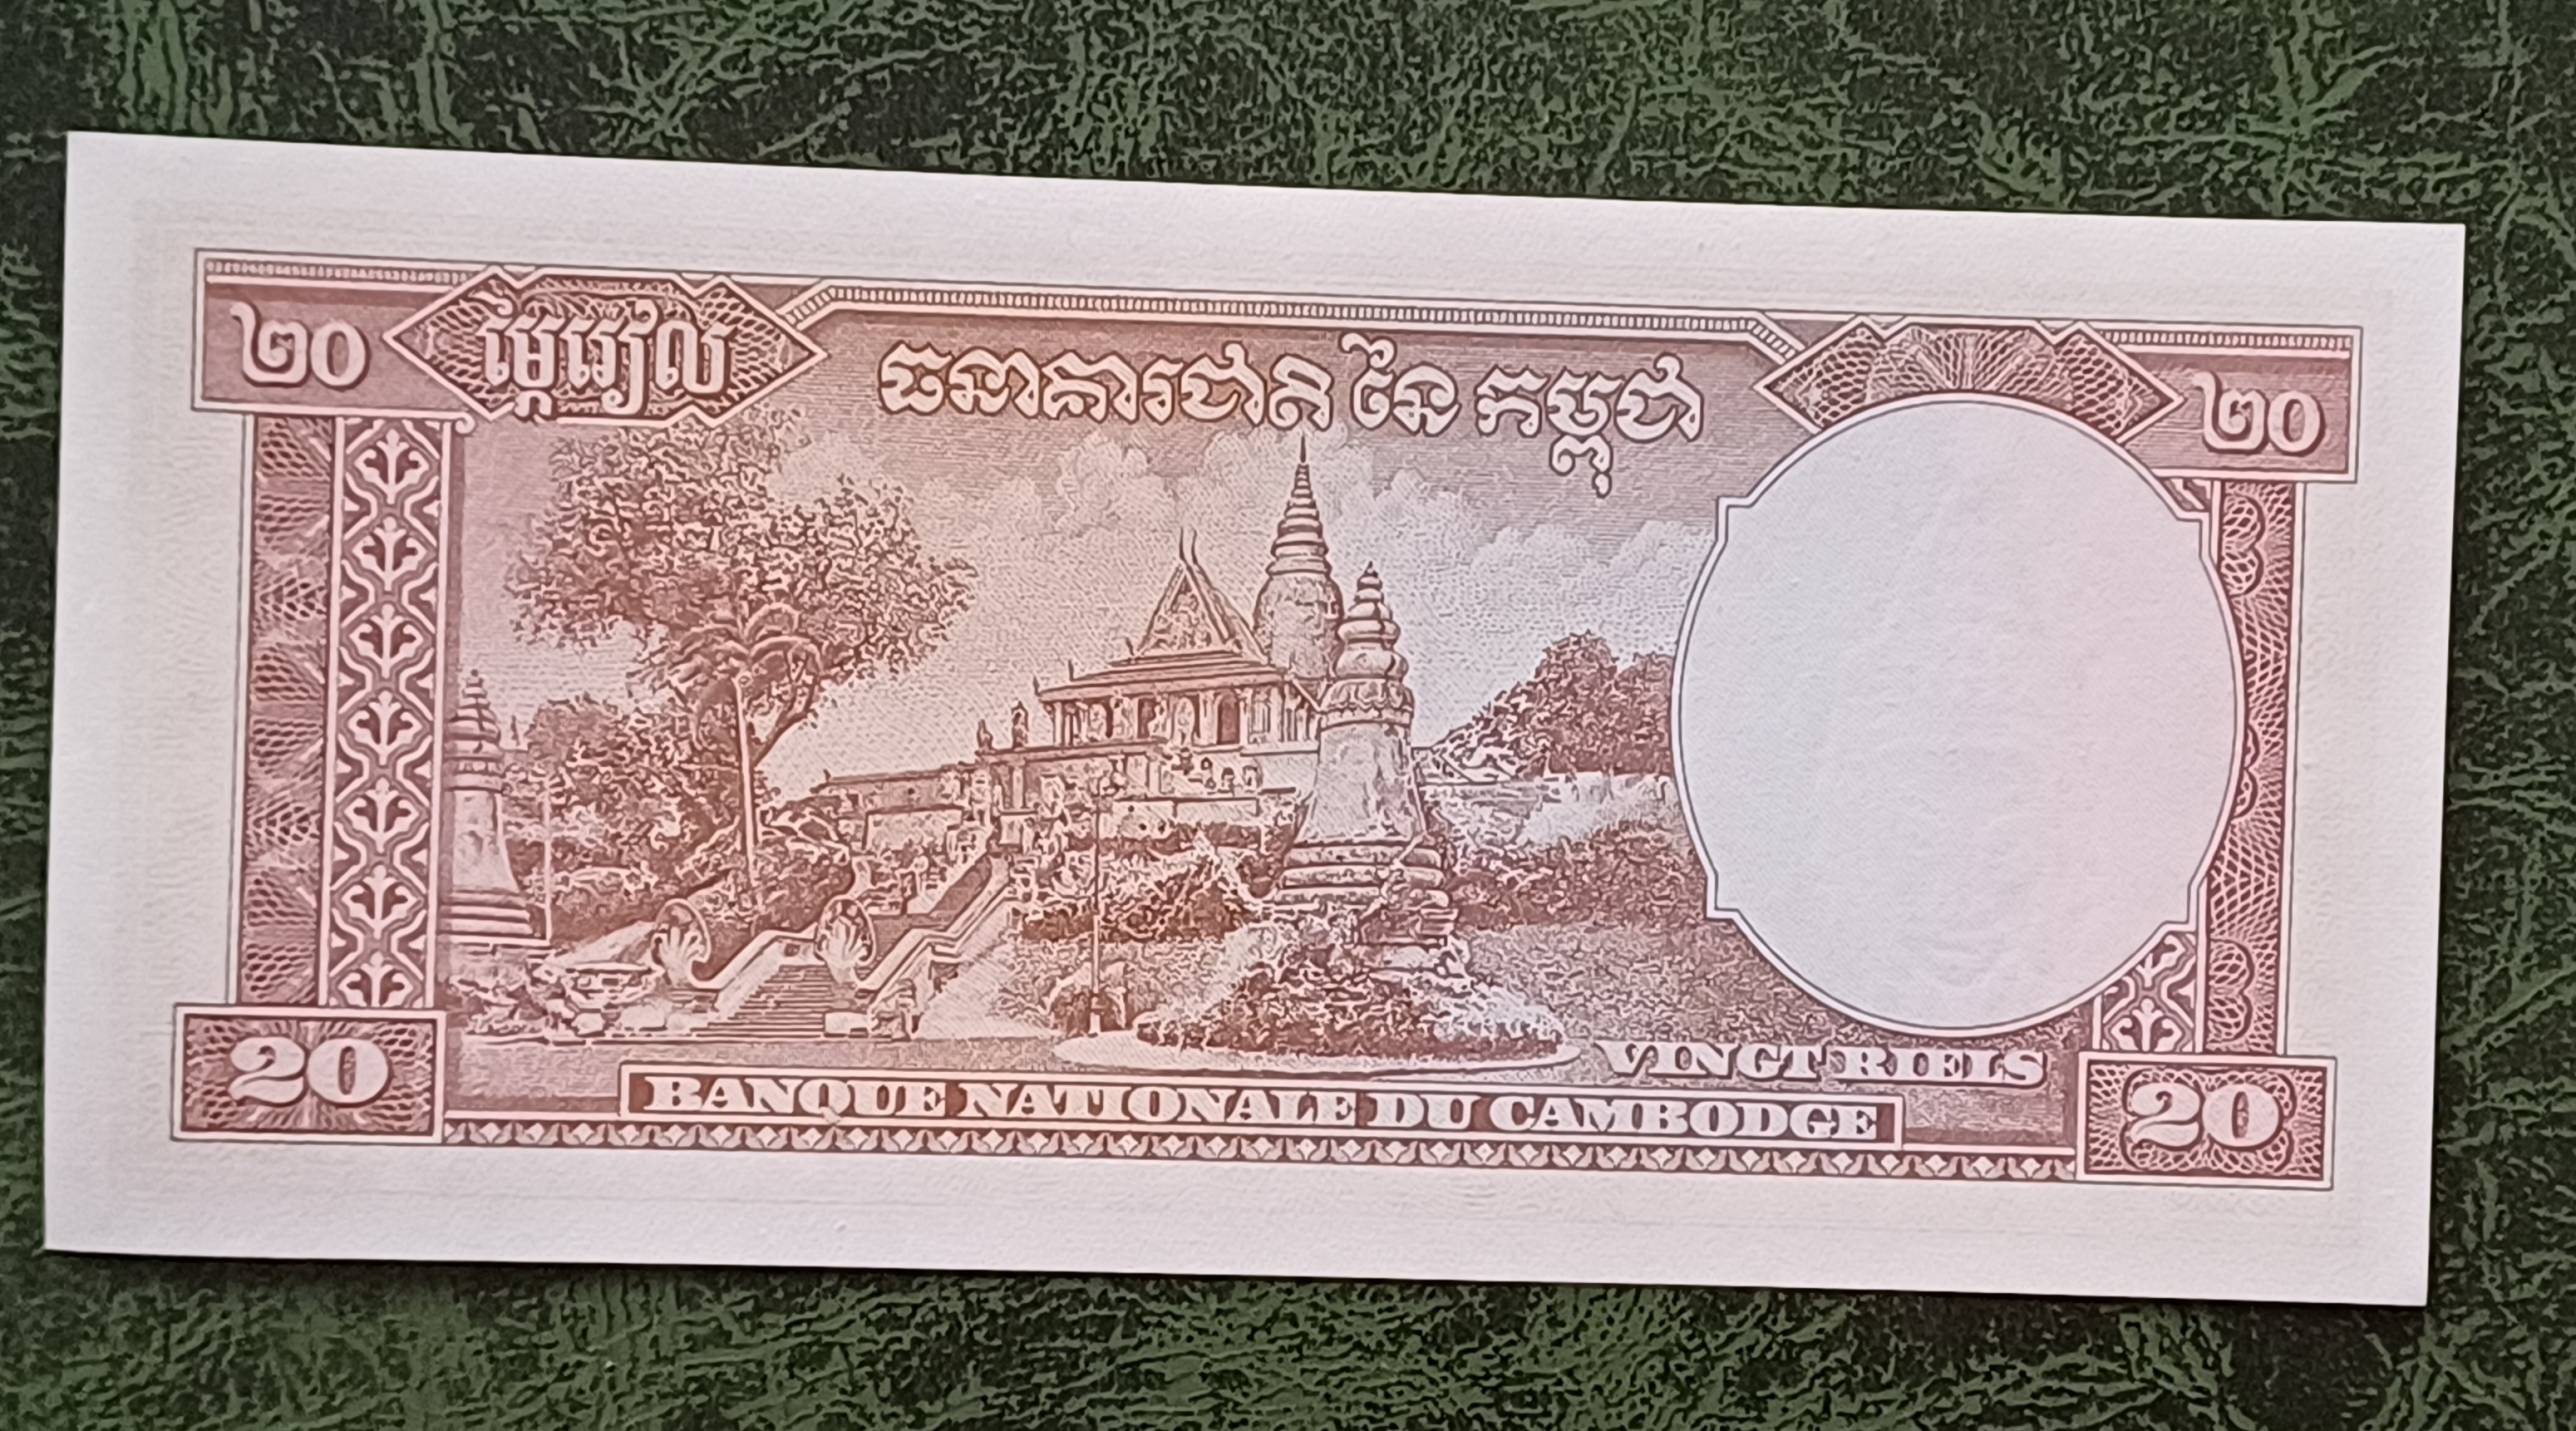 ២០ ម្ភៃរៀល ធនាគារជាតិ នៃ កម្ពុជា ២០
VINGT RIELS
20 BANQUE NATIONALE DU CAMBODGE 20